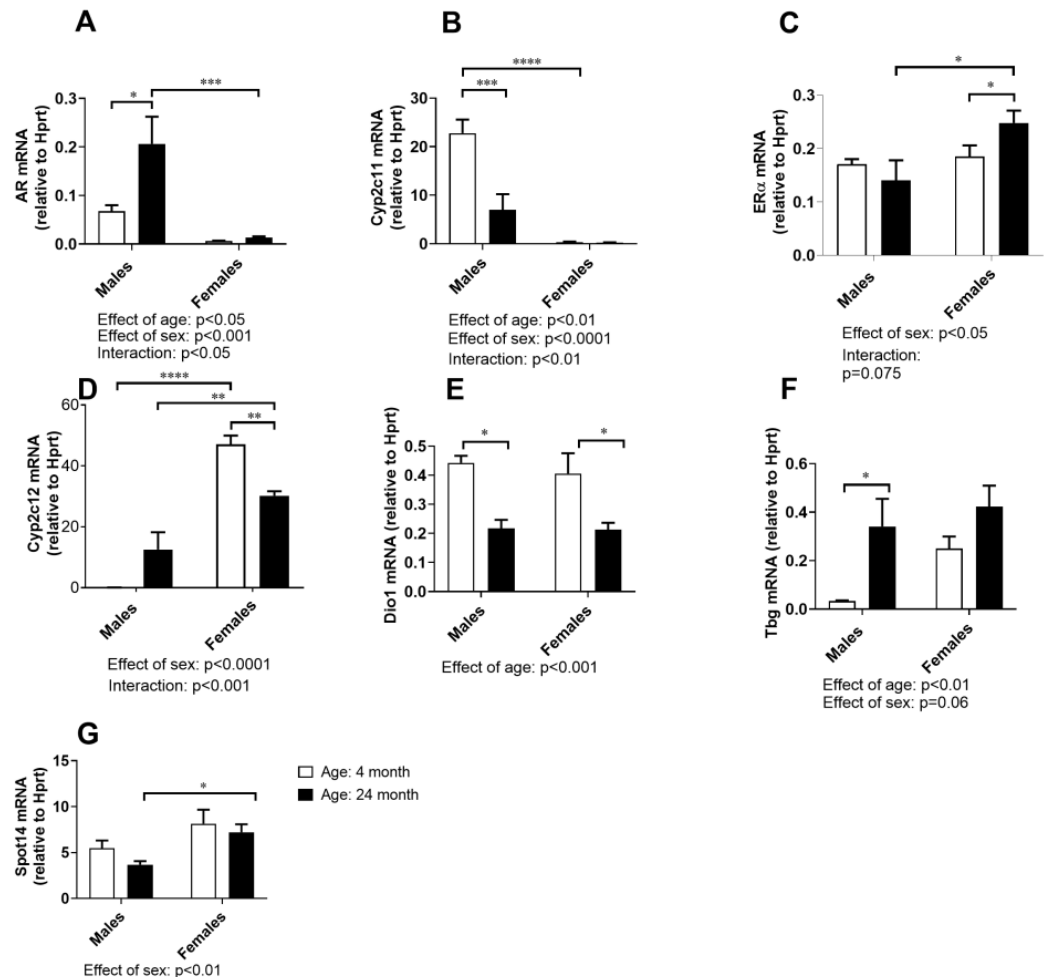 A
AR mRNA
(relative to Hprt)
0.3
0.2
0.1
0.0
*
***
Males
Females
Effect of age: p<0.05
Effect of sex: p<0.001
Interaction: p<0.05
B
Cyp2c11 mRNA
(relative to Hprt)
30
20
10
0
****
***
Males
Females
Effect of age: p<0.01
Effect of sex: p<0.0001
Interaction: p<0.01
C
ERα mRNA
(relative to Hprt)
0.3
0.2
0.1
0.0
*
*
Males
Females
Effect of sex: p<0.05
Interaction:
p=0.075
D
Cyp2c12 mRNA
(relative to Hprt)
60
40
20
0
****
**
**
Males
Females
Effect of sex: p<0.0001
Interaction: p<0.001
E
Dio1 mRNA (relative to Hprt)
0.5
0.4
0.3
0.2
0.1
0.0
*
*
Males
Females
Effect of age: p<0.001
F
Tbg mRNA (relative to Hprt)
0.6
0.4
0.2
0.0
*
Males
Females
Effect of age: p<0.01
Effect of sex: p=0.06
G
Spot14 mRNA
(relative to Hprt)
15
10
5
0
*
Males
Females
Effect of sex: p<0.01
Age: 4 month
Age: 24 month